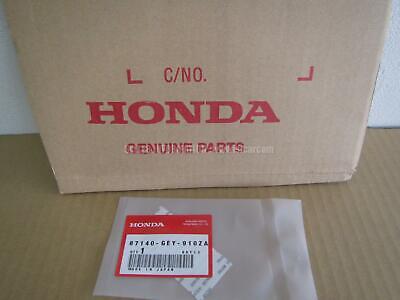 C/NO.
HONDA
GENUINE PARTS
HONDA
87140-GEY-910ZA
1
MADE IN JAPAN